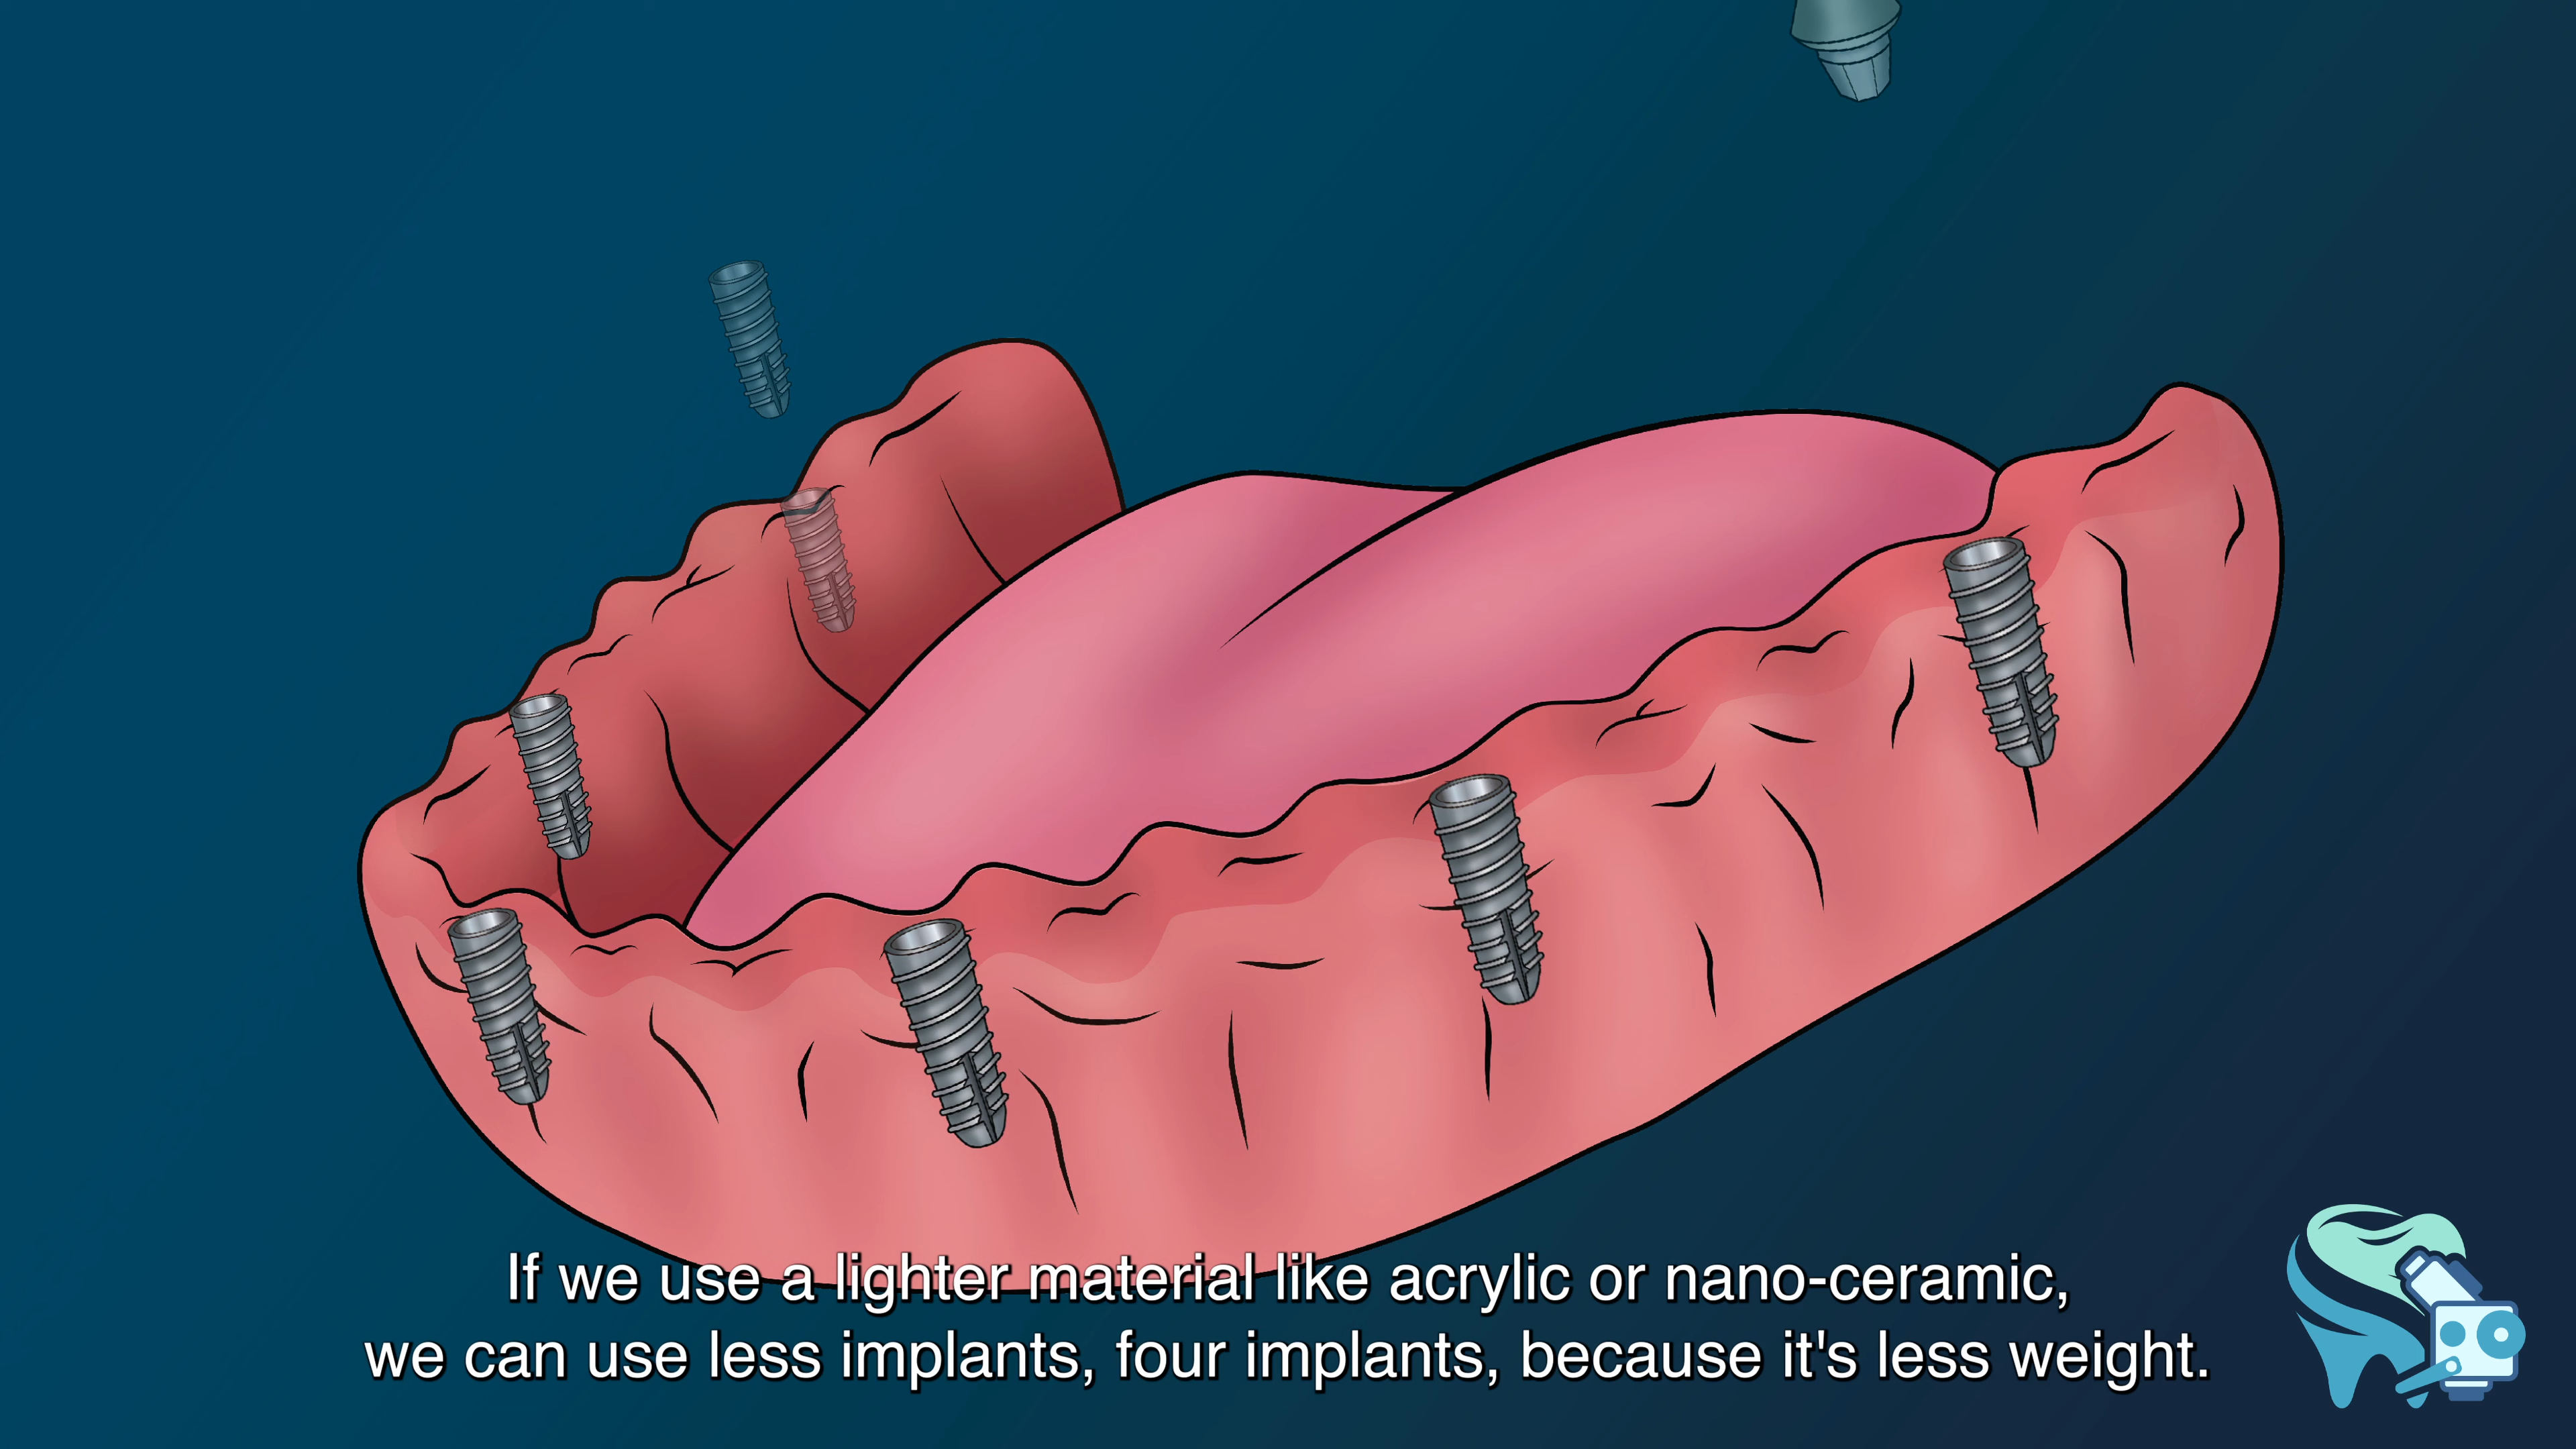 If we use a lighter material like acrylic or nano-ceramic,
we can use less implants, four implants, because it's less weight.